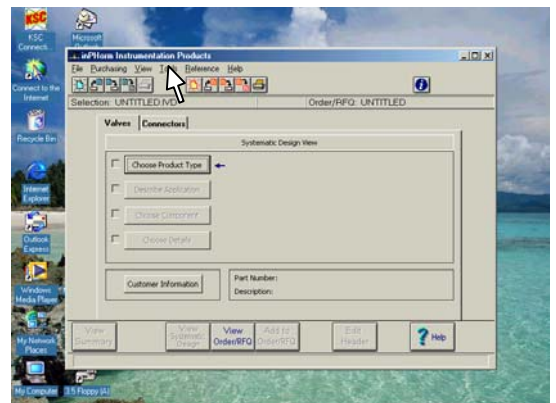 KSC
KSC
Connect...
Microsoft
Outlook
Connect to the
Internet
Recycle Bin
Internet
Explorer
Outlook
Express
Windows
Media Player
My Network
Places
My Computer
3.5 Floppy (A)
inPHorm Instrumentation Products
File Purchasing View Tools Reference Help
Selection: UNTITLED.IVD
Order/RFQ: UNTITLED
Valves Connectors
Systematic Design View
Choose Product Type
Describe Application
Choose Component
Choose Details
Customer Information
Part Number:
Description:
View
Summary
View
Systematic
Design
View
Order/RFQ
Add to
Order/RFQ
Edit
Header
? Help